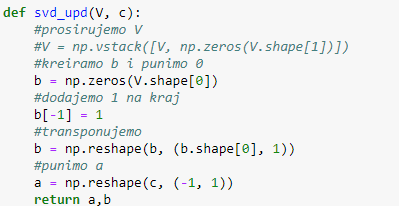 def svd_upd(V, c):
    #prosirujemo V
    #V = np.vstack([V, np.zeros(V.shape[1])])
    #kreiramo b i punimo 0
    b = np.zeros(V.shape[0])
    #dodajemo 1 na kraj
    b[-1] = 1
    #transponujemo
    b = np.reshape(b, (b.shape[0], 1))
    #punimo a
    a = np.reshape(c, (-1, 1))
    return a,b